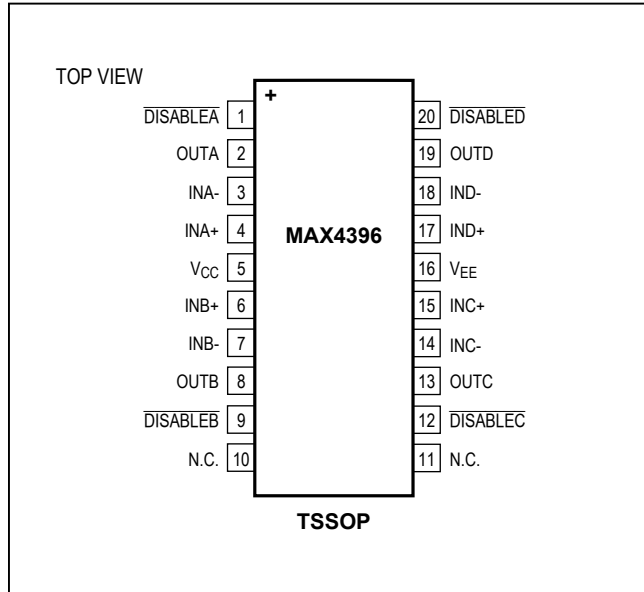 TOP VIEW
+
DISABLEA 1
20 DISABLED
OUTA 2
19 OUTD
INA- 3
18 IND-
INA+ 4
17 IND+
MAX4396
VCC 5
16 VEE
INB+ 6
15 INC+
INB- 7
14 INC-
OUTB 8
13 OUTC
DISABLEB 9
12 DISABLEC
N.C. 10
11 N.C.
TSSOP